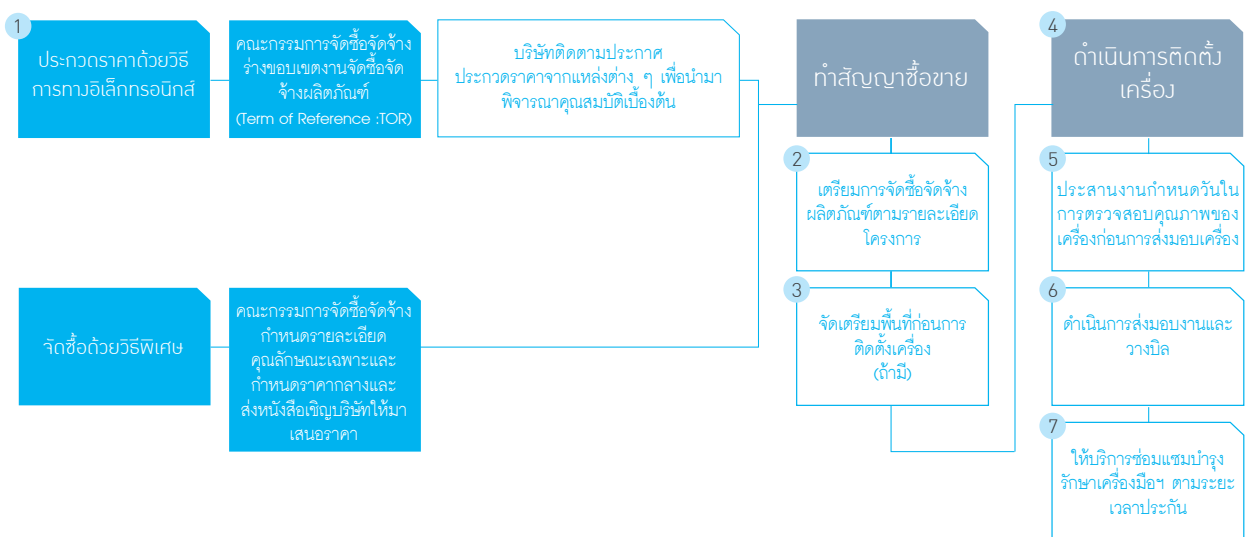 1
ประกวดราคาด้วยวิธี
การทางอิเล็กทรอนิกส์
คณะกรรมการจัดซื้อจัดจ้าง
ร่างขอบเขตงานจัดซื้อจัด
จ้างผลิตภัณฑ์
(Term of Reference :TOR)
บริษัทติดตามประกาศ
ประกวดราคาจากแหล่งต่าง ๆ เพื่อนำมา
พิจารณาคุณสมบัติเบื้องต้น
จัดซื้อด้วยวิธีพิเศษ
คณะกรรมการจัดซื้อจัดจ้าง
กำหนดรายละเอียด
คุณลักษณะเฉพาะและ
กำหนดราคากลางและ
ส่งหนังสือเชิญบริษัทให้มา
เสนอราคา
ทำสัญญาซื้อขาย
2
เตรียมการจัดซื้อจัดจ้าง
ผลิตภัณฑ์ตามรายละเอียด
โครงการ
3
จัดเตรียมพื้นที่ก่อนการ
ติดตั้งเครื่อง
(ถ้ามี)
4
ดำเนินการติดตั้ง
เครื่อง
5
ประสานงานกำหนดวันใน
การตรวจสอบคุณภาพของ
เครื่องก่อนการส่งมอบเครื่อง
6
ดำเนินการส่งมอบงานและ
วางบิล
7
ให้บริการซ่อมแซมบำรุง
รักษาเครื่องมือฯ ตามระยะ
เวลาประกัน